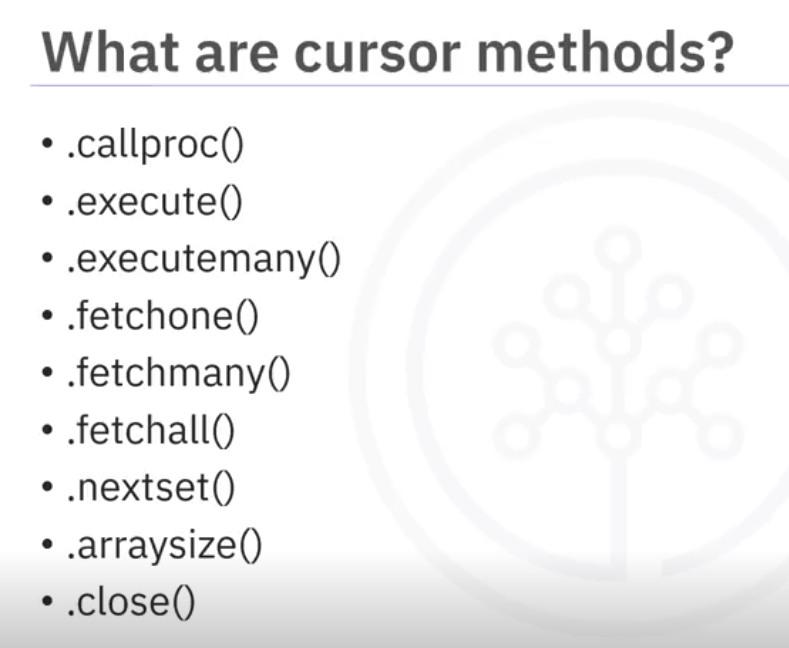 What are cursor methods?
• .callproc()
• .execute()
• .executemany()
• .fetchone()
• .fetchmany()
• .fetchall()
• .nextset()
• .arraysize()
• .close()